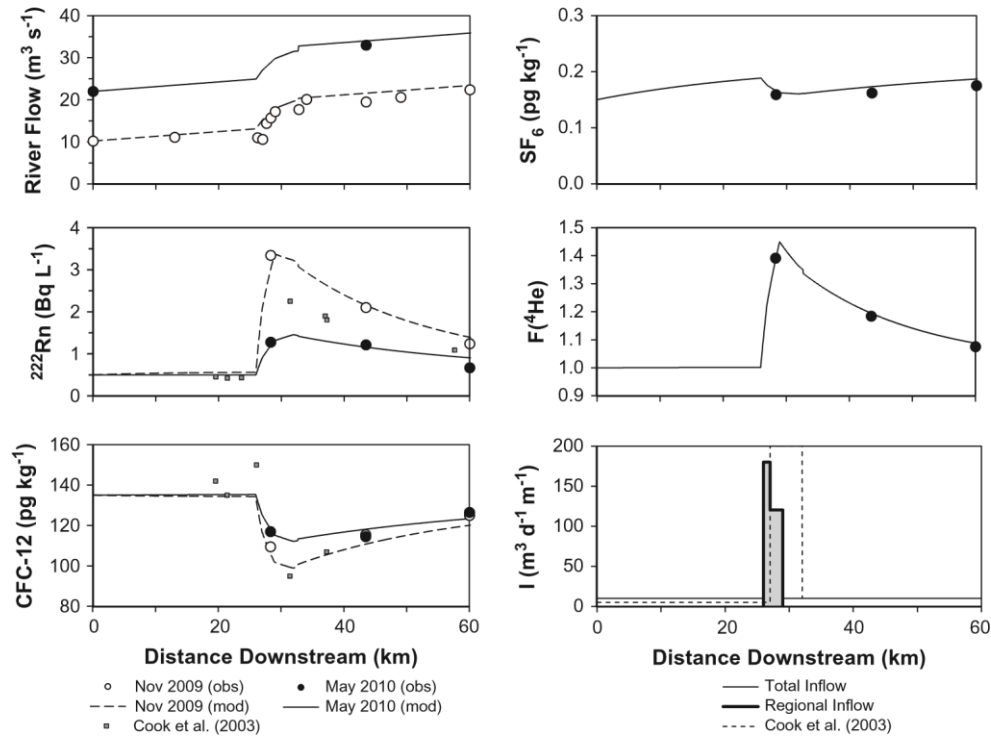 River Flow (m³ s⁻¹)
40
30
20
10
0
SF₆ (pg kg⁻¹)
0.3
0.2
0.1
0.0
²²²Rn (Bq L⁻¹)
4
3
2
1
0
F(⁴He)
1.5
1.4
1.3
1.2
1.1
1.0
0.9
CFC-12 (pg kg⁻¹)
160
140
120
100
80
0 20 40 60
Distance Downstream (km)
I (m³ d⁻¹ m⁻¹)
200
150
100
50
0
0 20 40 60
Distance Downstream (km)
Nov 2009 (obs) May 2010 (obs)
Nov 2009 (mod) May 2010 (mod)
Cook et al. (2003)
Total Inflow
Regional Inflow
Cook et al. (2003)